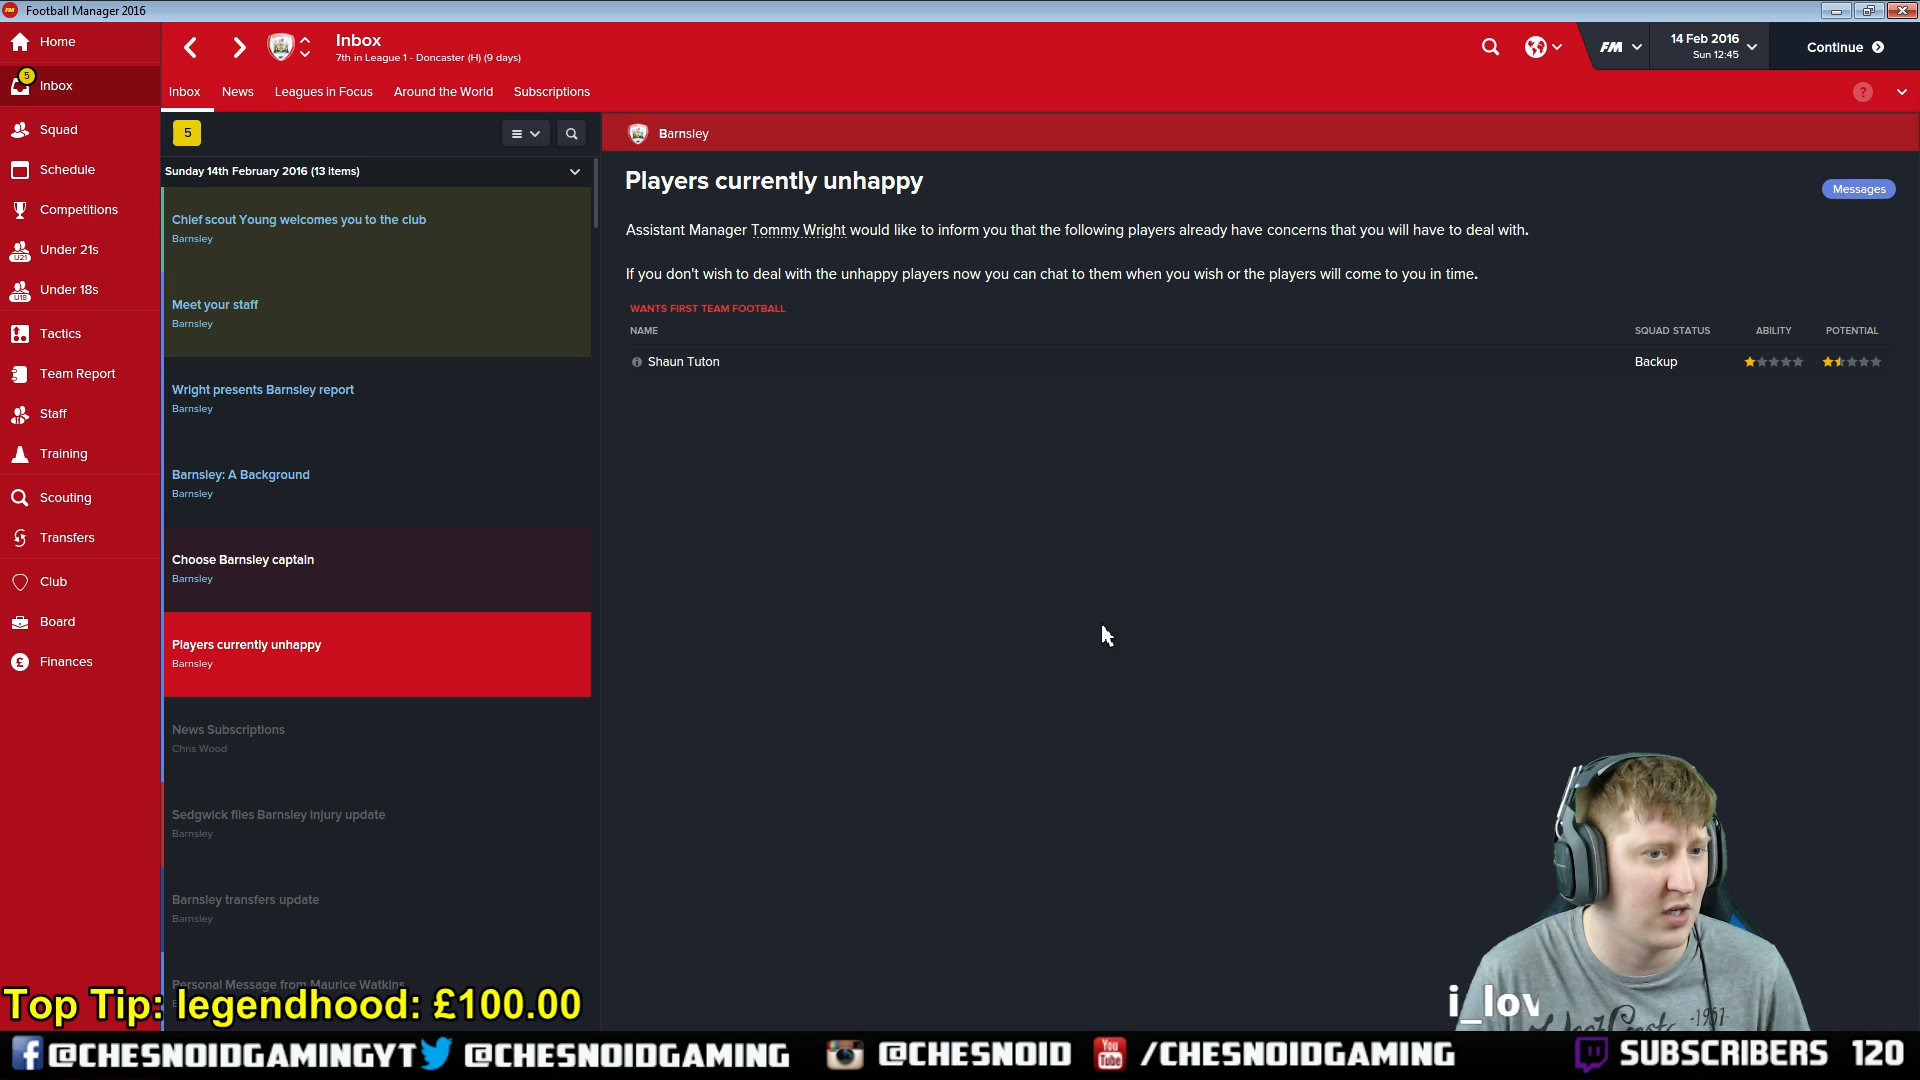 Football Manager 2016
Home
5
Inbox
Squad
Schedule
Competitions
U21
Under 21s
U18
Under 18s
Tactics
Team Report
Staff
Training
Scouting
Transfers
Club
Board
Finances
Inbox
7th in League 1 - Doncaster (H) (9 days)
FM
14 Feb 2016
Sun 12:45
Continue
Inbox
News
Leagues in Focus
Around the World
Subscriptions
?
5
Sunday 14th February 2016 (13 items)
Chief scout Young welcomes you to the club
Barnsley
Meet your staff
Barnsley
Wright presents Barnsley report
Barnsley
Barnsley: A Background
Barnsley
Choose Barnsley captain
Barnsley
Players currently unhappy
Barnsley
News Subscriptions
Chris Wood
Sedgwick files Barnsley injury update
Barnsley
Barnsley transfers update
Barnsley
Personal Message from Maurice Watkins
Barnsley
Players currently unhappy
Messages
Assistant Manager Tommy Wright would like to inform you that the following players already have concerns that you will have to deal with.
If you don't wish to deal with the unhappy players now you can chat to them when you wish or the players will come to you in time.
WANTS FIRST TEAM FOOTBALL
NAME SQUAD STATUS ABILITY POTENTIAL
Shaun Tuton Backup
Top Tip: legendhood: £100.00
i_lov
-1951-
@CHESNOIDGAMINGYT @CHESNOIDGAMING @CHESNOID You Tube /CHESNOIDGAMING SUBSCRIBERS 120